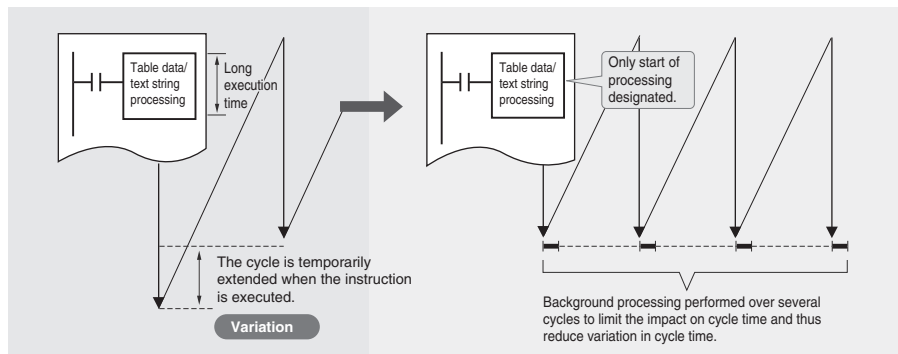 Table data/
text string
processing
Long
execution
time
The cycle is temporarily
extended when the instruction
is executed.
Variation
Table data/
text string
processing
Only start of
processing
designated.
Background processing performed over several
cycles to limit the impact on cycle time and thus
reduce variation in cycle time.